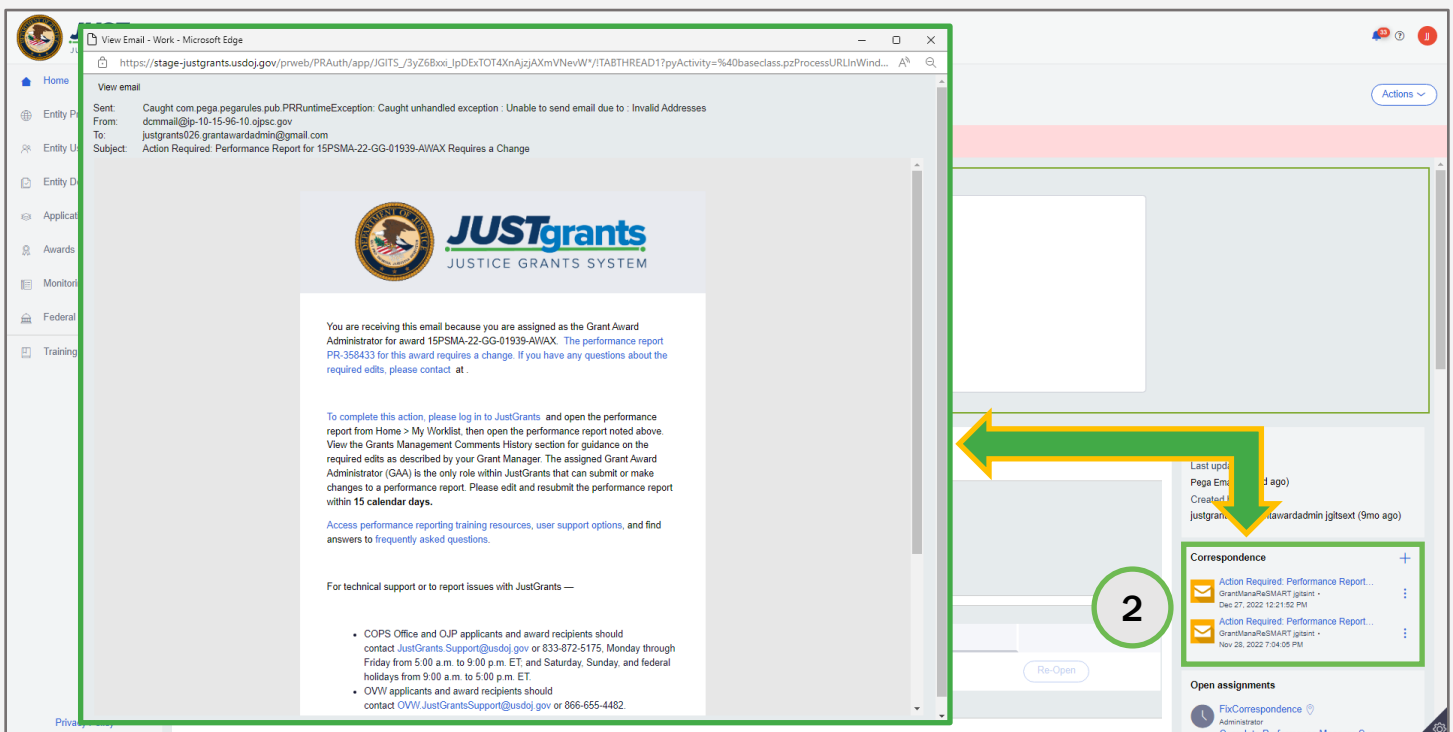 View Email - Work - Microsoft Edge
https://stage-justgrants.usdoj.gov/prweb/PRAuth/app/JGITS_/3yZ6Bxxi_IpDExTOT4XnAjzjAXmVNevW*/!TABTHREAD1?pyActivity=%40baseclass.pzProcessURLInWind...
View email
Sent: Caught com.pega.pegarules.pub.PRRuntimeException: Caught unhandled exception : Unable to send email due to : Invalid Addresses
From: dcmmail@ip-10-15-96-10.ojpsc.gov
To: justgrants026.grantawardadmin@gmail.com
Subject: Action Required: Performance Report for 15PSMA-22-GG-01939-AWAX Requires a Change
JUSTgrants
JUSTICE GRANTS SYSTEM
You are receiving this email because you are assigned as the Grant Award
Administrator for award 15PSMA-22-GG-01939-AWAX. The performance report
PR-358433 for this award requires a change. If you have any questions about the
required edits, please contact at .
To complete this action, please log in to JustGrants and open the performance
report from Home > My Worklist, then open the performance report noted above.
View the Grants Management Comments History section for guidance on the
required edits as described by your Grant Manager. The assigned Grant Award
Administrator (GAA) is the only role within JustGrants that can submit or make
changes to a performance report. Please edit and resubmit the performance report
within 15 calendar days.
Access performance reporting training resources, user support options, and find
answers to frequently asked questions.
For technical support or to report issues with JustGrants —
• COPS Office and OJP applicants and award recipients should
contact JustGrants.Support@usdoj.gov or 833-872-5175, Monday through
Friday from 5:00 a.m. to 9:00 p.m. ET; and Saturday, Sunday, and federal
holidays from 9:00 a.m. to 5:00 p.m. ET.
• OVW applicants and award recipients should
contact OVW.JustGrantsSupport@usdoj.gov or 866-655-4482.
Home
Entity
Entity
Entity
Awards
Federal
Training
33
JJ
Actions
Last
Pega ago)
Created
jgitsext (9mo ago)
Correspondence +
Action Required: Performance Report...
GrantManaReSMART jgitsint •
Dec 27, 2022 12:21:52 PM
Action Required: Performance Report...
GrantManaReSMART jgitsint •
Nov 28, 2022 7:04:05 PM
2
Re-Open
Open assignments
FixCorrespondence
Administrator